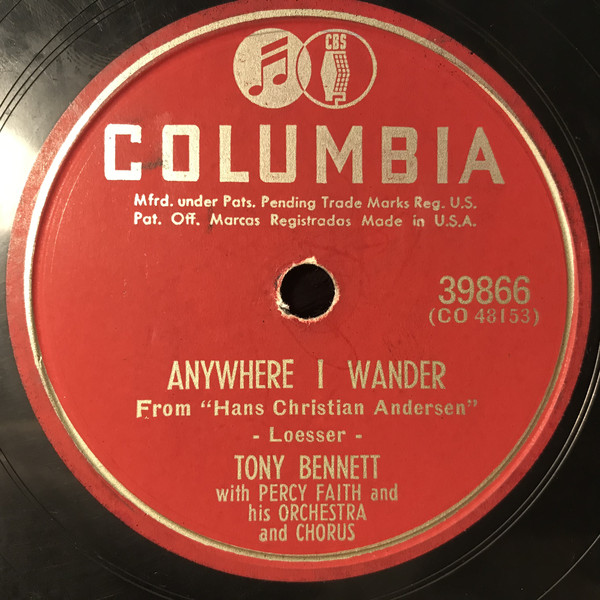 CBS
COLUMBIA
Mfrd. under Pats. Pending Trade Marks Reg. U.S.
Pat. Off. Marcas Registradas Made in U.S.A.
39866
(CO 48153)
ANYWHERE I WANDER
From "Hans Christian Andersen"
- Loesser -
TONY BENNETT
with PERCY FAITH and
his ORCHESTRA
and CHORUS